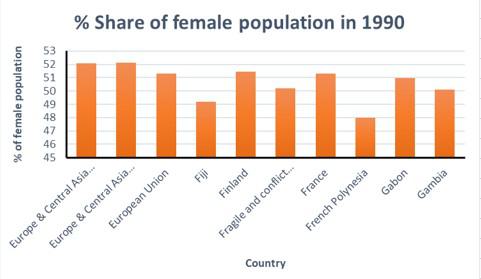 % Share of female population in 1990
% of female population
53
52
51
50
49
48
47
46
45
Europe & Central Asia...
Europe & Central Asia...
European Union
Fiji
Finland
Fragile and conflict...
France
French Polynesia
Gabon
Gambia
Country